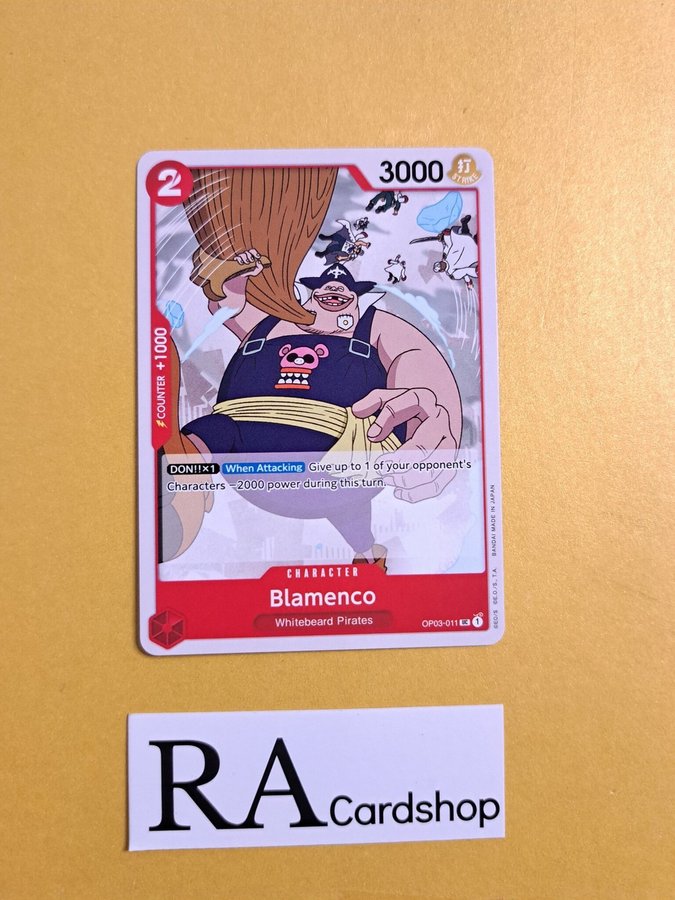 2
3000
打
STRIKE
COUNTER +1000
DON!!×1 When Attacking Give up to 1 of your opponent's
Characters −2000 power during this turn.
CHARACTER
Blamenco
Whitebeard Pirates
OP03-011 UC 1
©E.O./S ©E.O./S., T.A. BANDAI MADE IN JAPAN
RA Cardshop